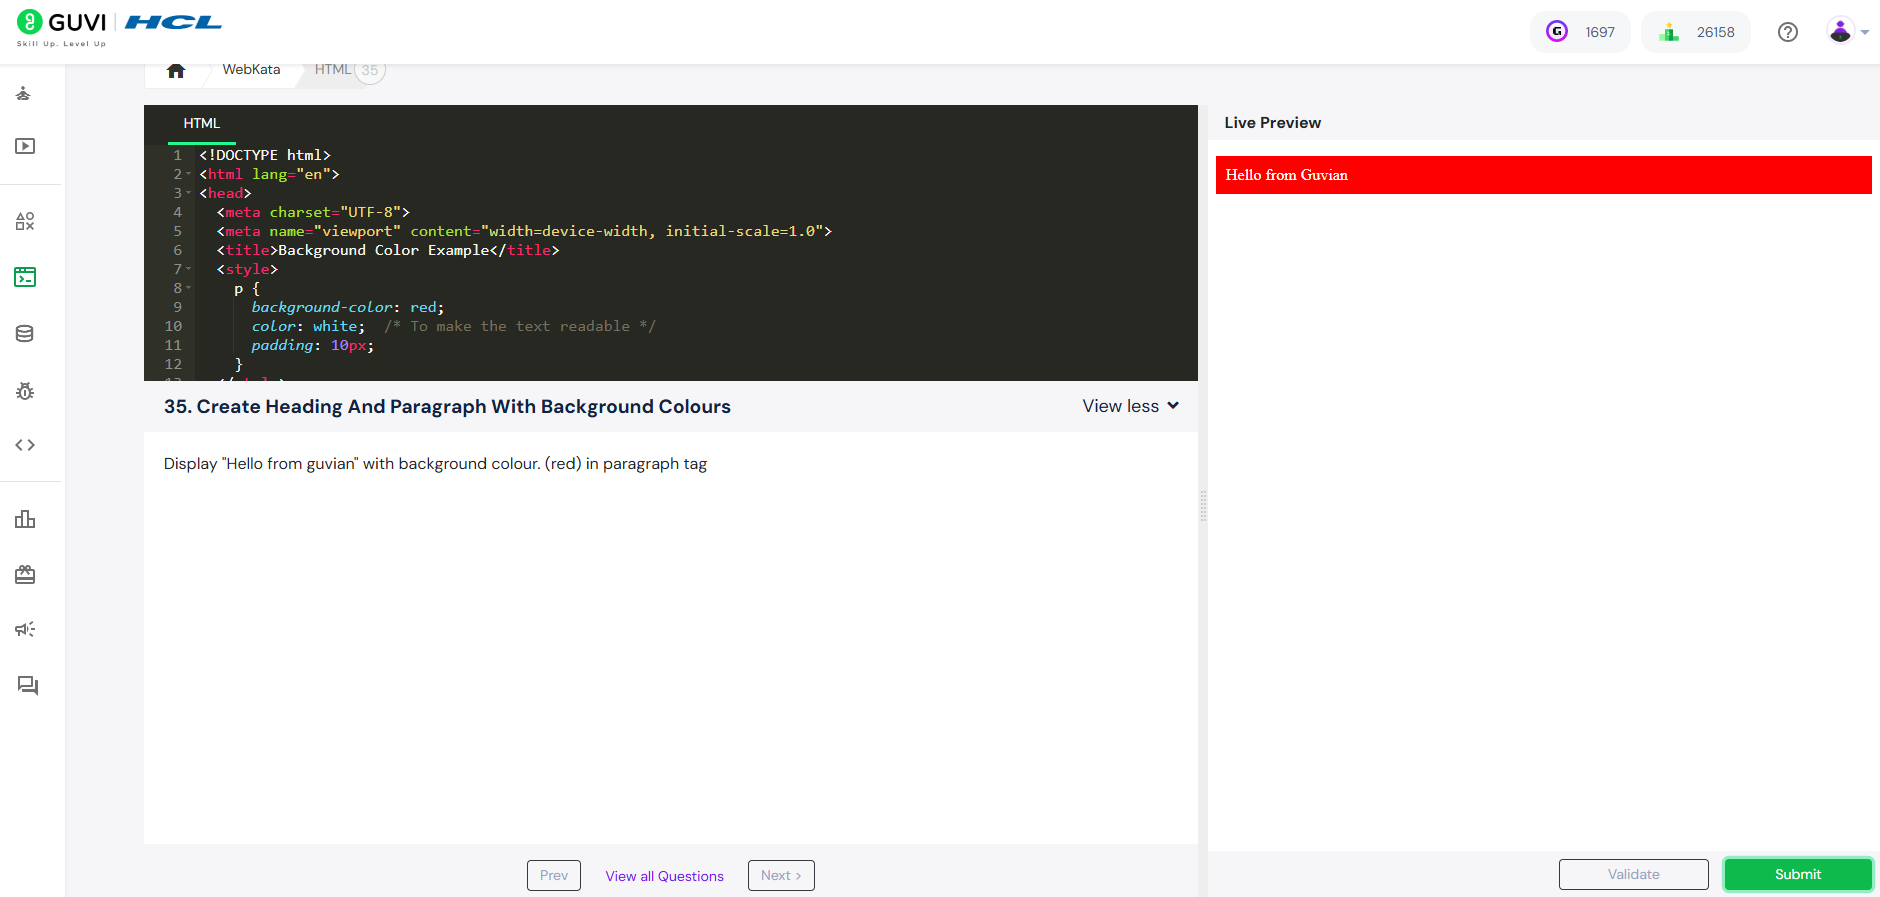 GUVI HCL
Skill Up. Level Up
G 1697
26158
WebKata
HTML 35
HTML
1 <!DOCTYPE html>
2 <html lang="en">
3 <head>
4 <meta charset="UTF-8">
5 <meta name="viewport" content="width=device-width, initial-scale=1.0">
6 <title>Background Color Example</title>
7 <style>
8 p {
9 background-color: red;
10 color: white; /* To make the text readable */
11 padding: 10px;
12 }
Live Preview
Hello from Guvian
35. Create Heading And Paragraph With Background Colours
View less
Display "Hello from guvian" with background colour. (red) in paragraph tag
Prev
View all Questions
Next >
Validate
Submit